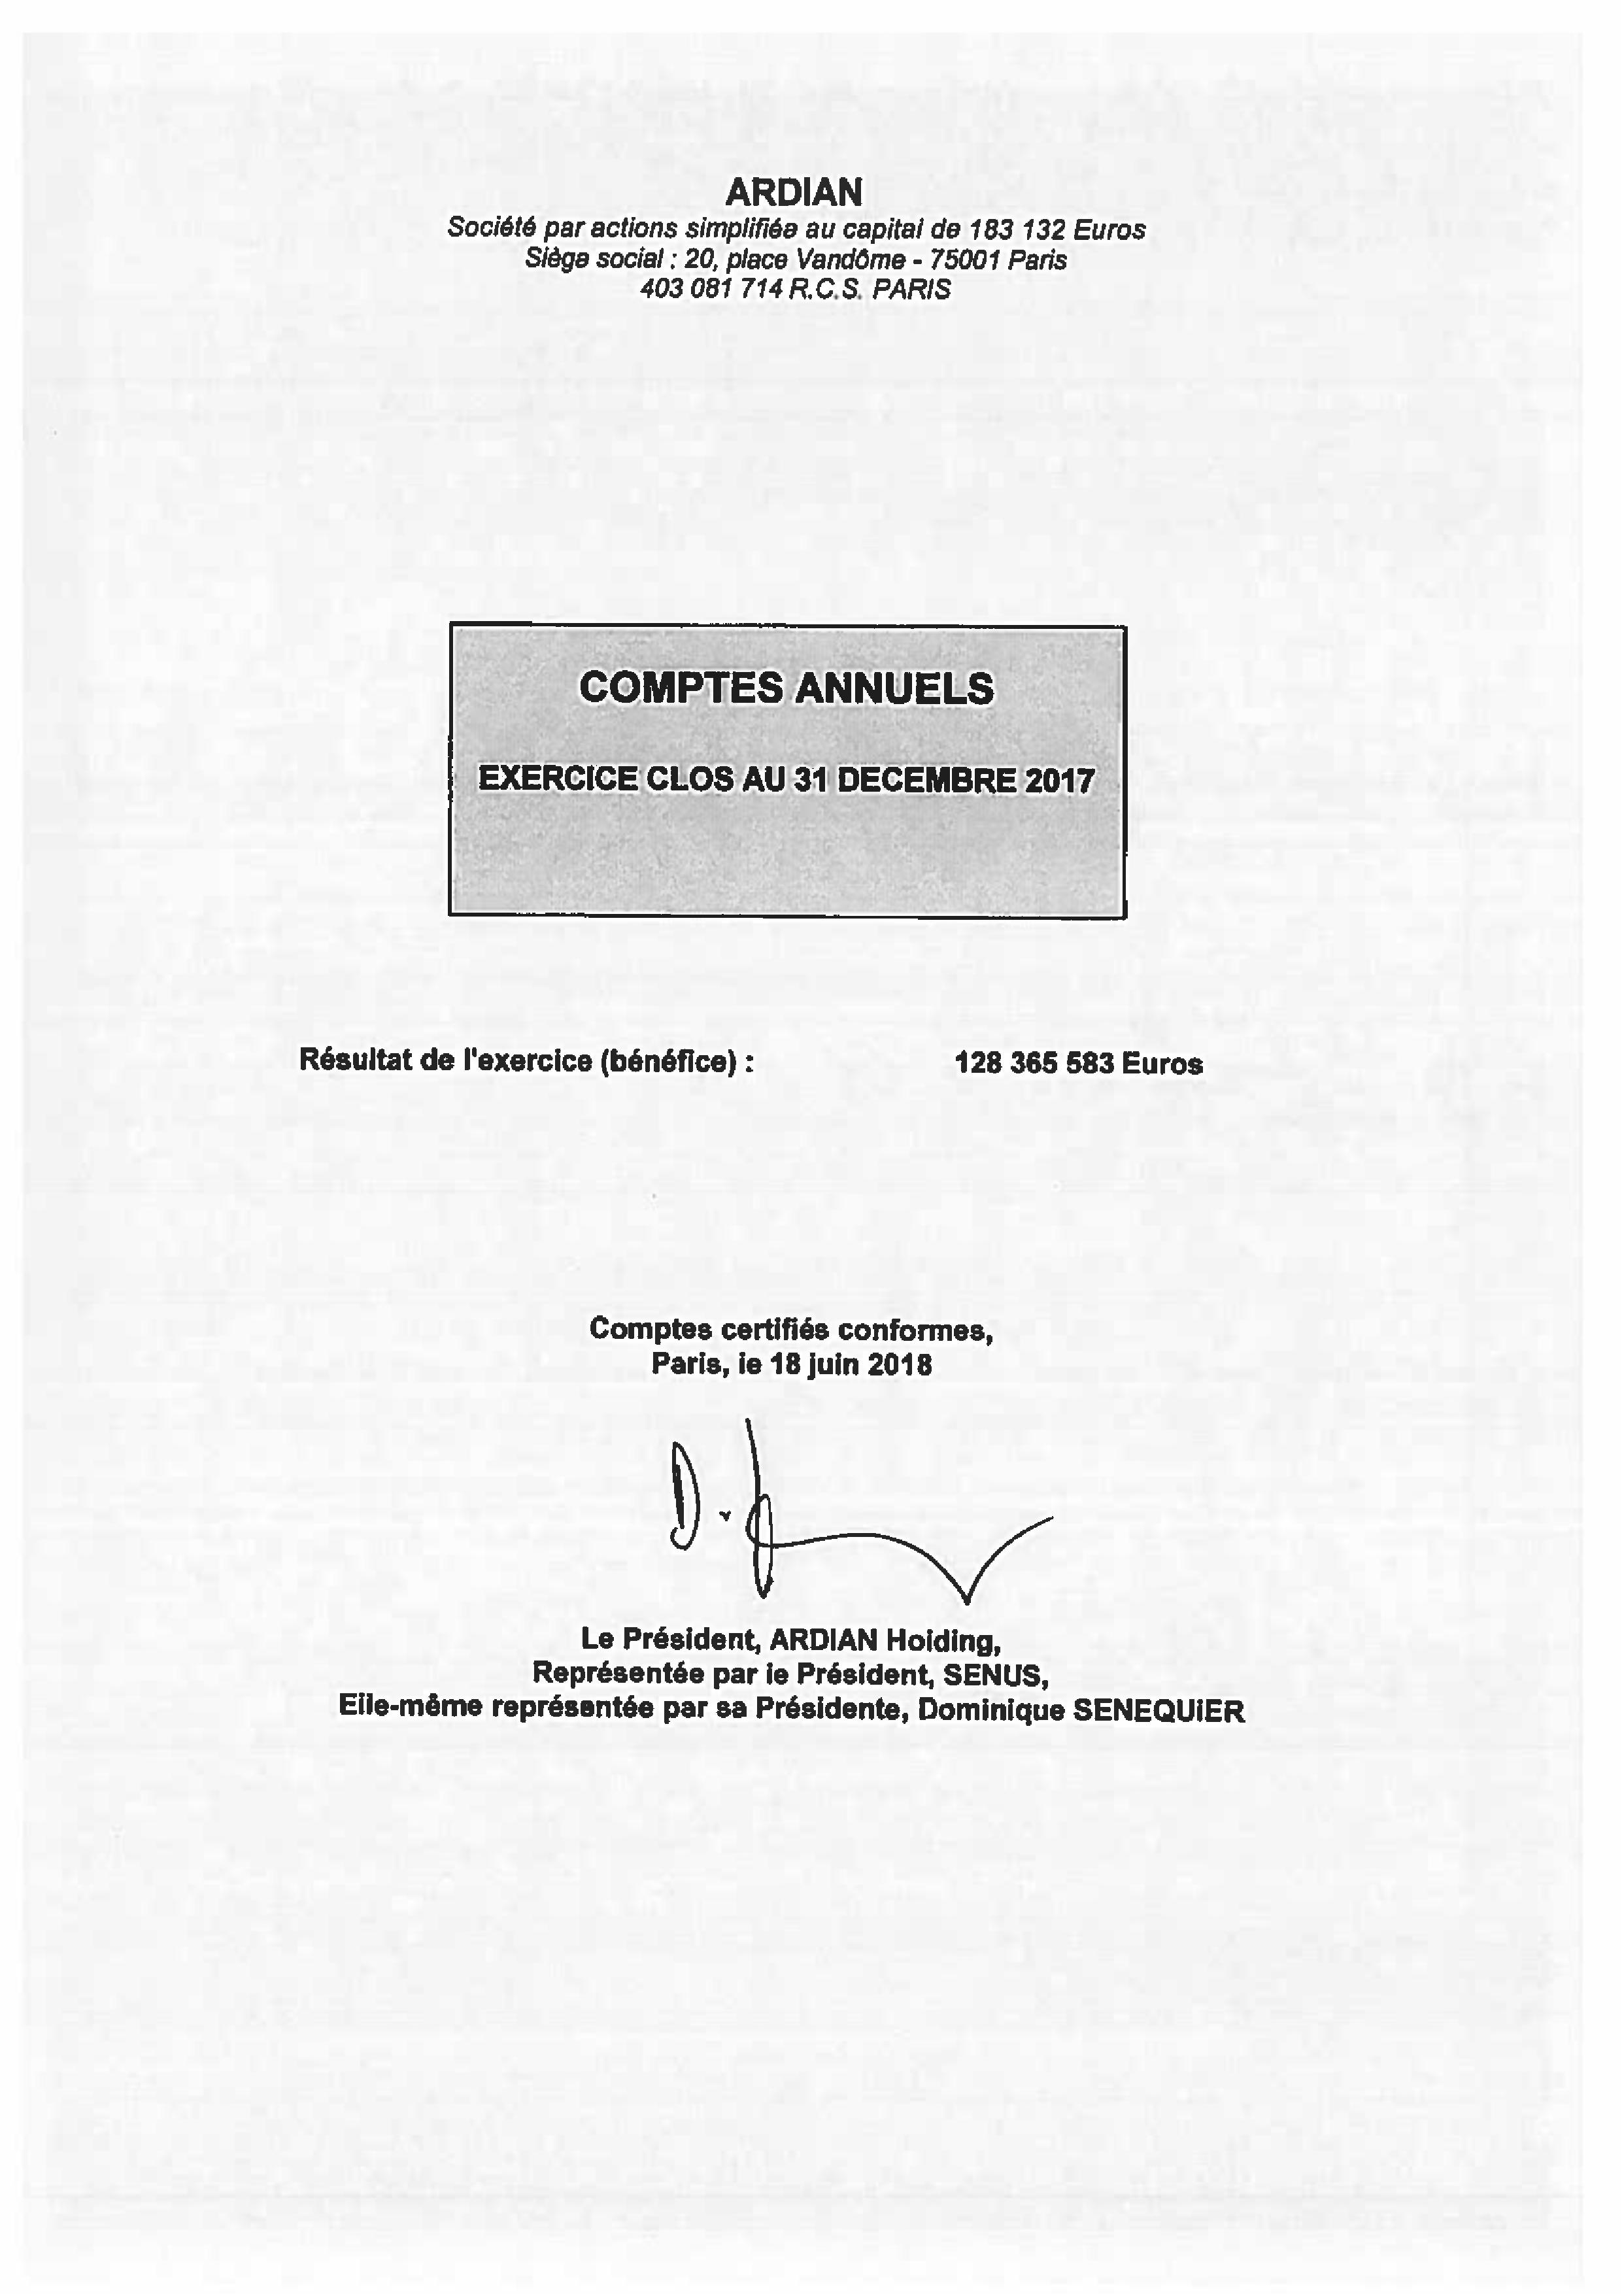 ARDIAN
Société par actions simplifiée au capital de 183 132 Euros
Siège social : 20, place Vandôme - 75001 Paris
403 081 714 R.C.S. PARIS
COMPTES ANNUELS
EXERCICE CLOS AU 31 DECEMBRE 2017
Résultat de l'exercice (bénéfice) : 128 365 583 Euros
Comptes certifiés conformes,
Paris, le 18 juin 2018
Le Président, ARDIAN Holding,
Représentée par le Président, SENUS,
Elle-même représentée par sa Présidente, Dominique SENEQUIER